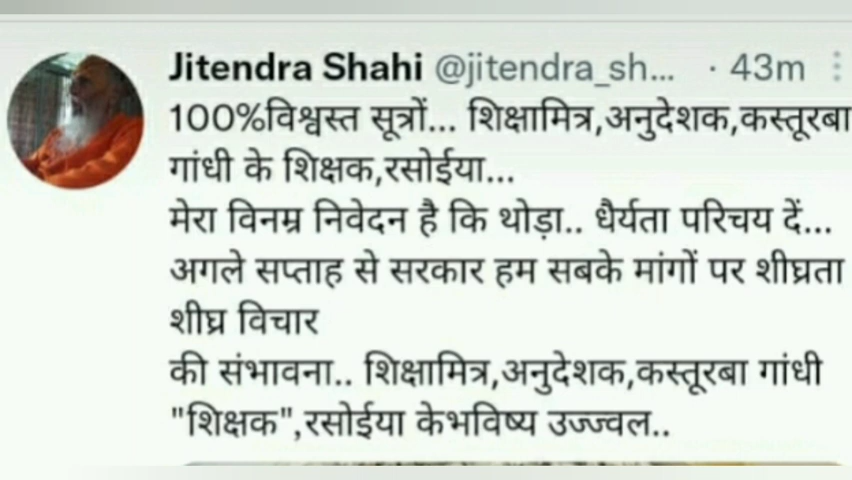 Jitendra Shahi @jitendra_sh... · 43m
100%विश्वस्त सूत्रों... शिक्षामित्र,अनुदेशक,कस्तूरबा
गांधी के शिक्षक,रसोईया...
मेरा विनम्र निवेदन है कि थोड़ा.. धैर्यता परिचय दें...
अगले सप्ताह से सरकार हम सबके मांगों पर शीघ्रता
शीघ्र विचार
की संभावना.. शिक्षामित्र,अनुदेशक,कस्तूरबा गांधी
"शिक्षक",रसोईया केभविष्य उज्ज्वल..